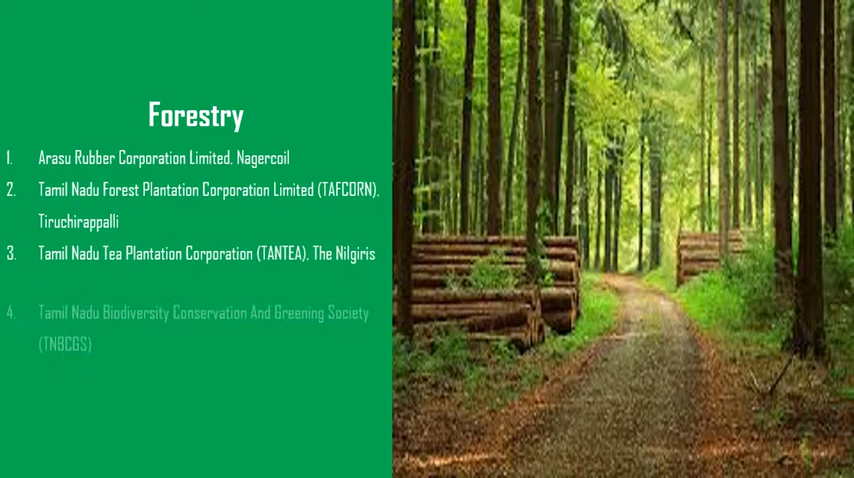 Forestry
1. Arasu Rubber Corporation Limited, Nagercoil
2. Tamil Nadu Forest Plantation Corporation Limited (TAFCORN),
Tiruchirappalli
3. Tamil Nadu Tea Plantation Corporation (TANTEA), The Nilgiris
4. Tamil Nadu Biodiversity Conservation And Greening Society
(TNBCGS)